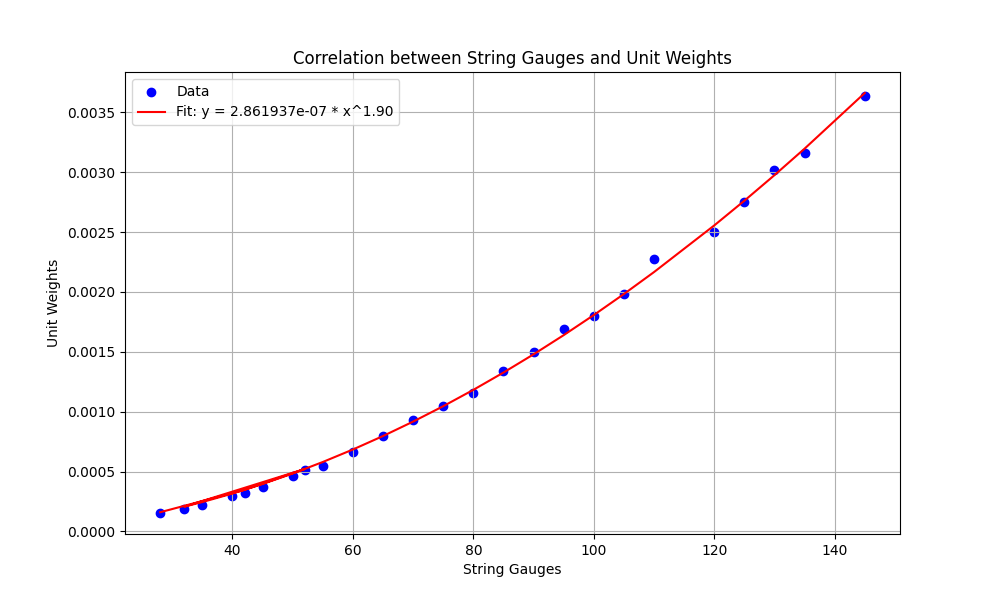 Correlation between String Gauges and Unit Weights
Data
Fit: y = 2.861937e-07 * x^1.90
0.0035
0.0030
0.0025
0.0020
0.0015
0.0010
0.0005
0.0000
Unit Weights
40 60 80 100 120 140
String Gauges